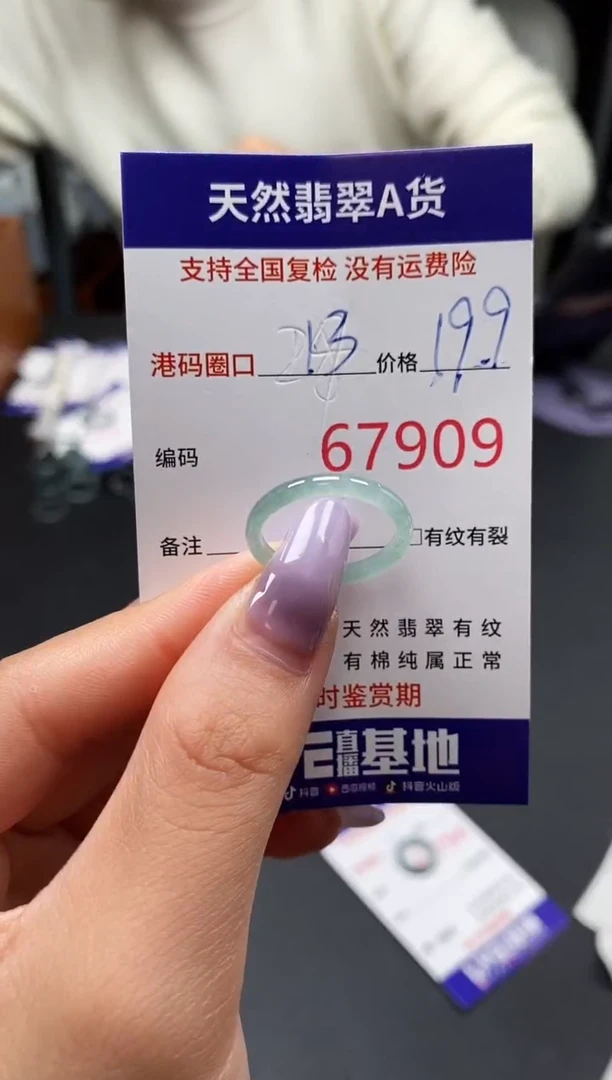 天然翡翠A货
支持全国复检 没有运费险
港码圈口 13 价格 199
编码 67909
备注 □有纹有裂
天然翡翠有纹
有棉纯属正常
时鉴赏期
直播基地
抖音 西瓜视频 抖音火山版